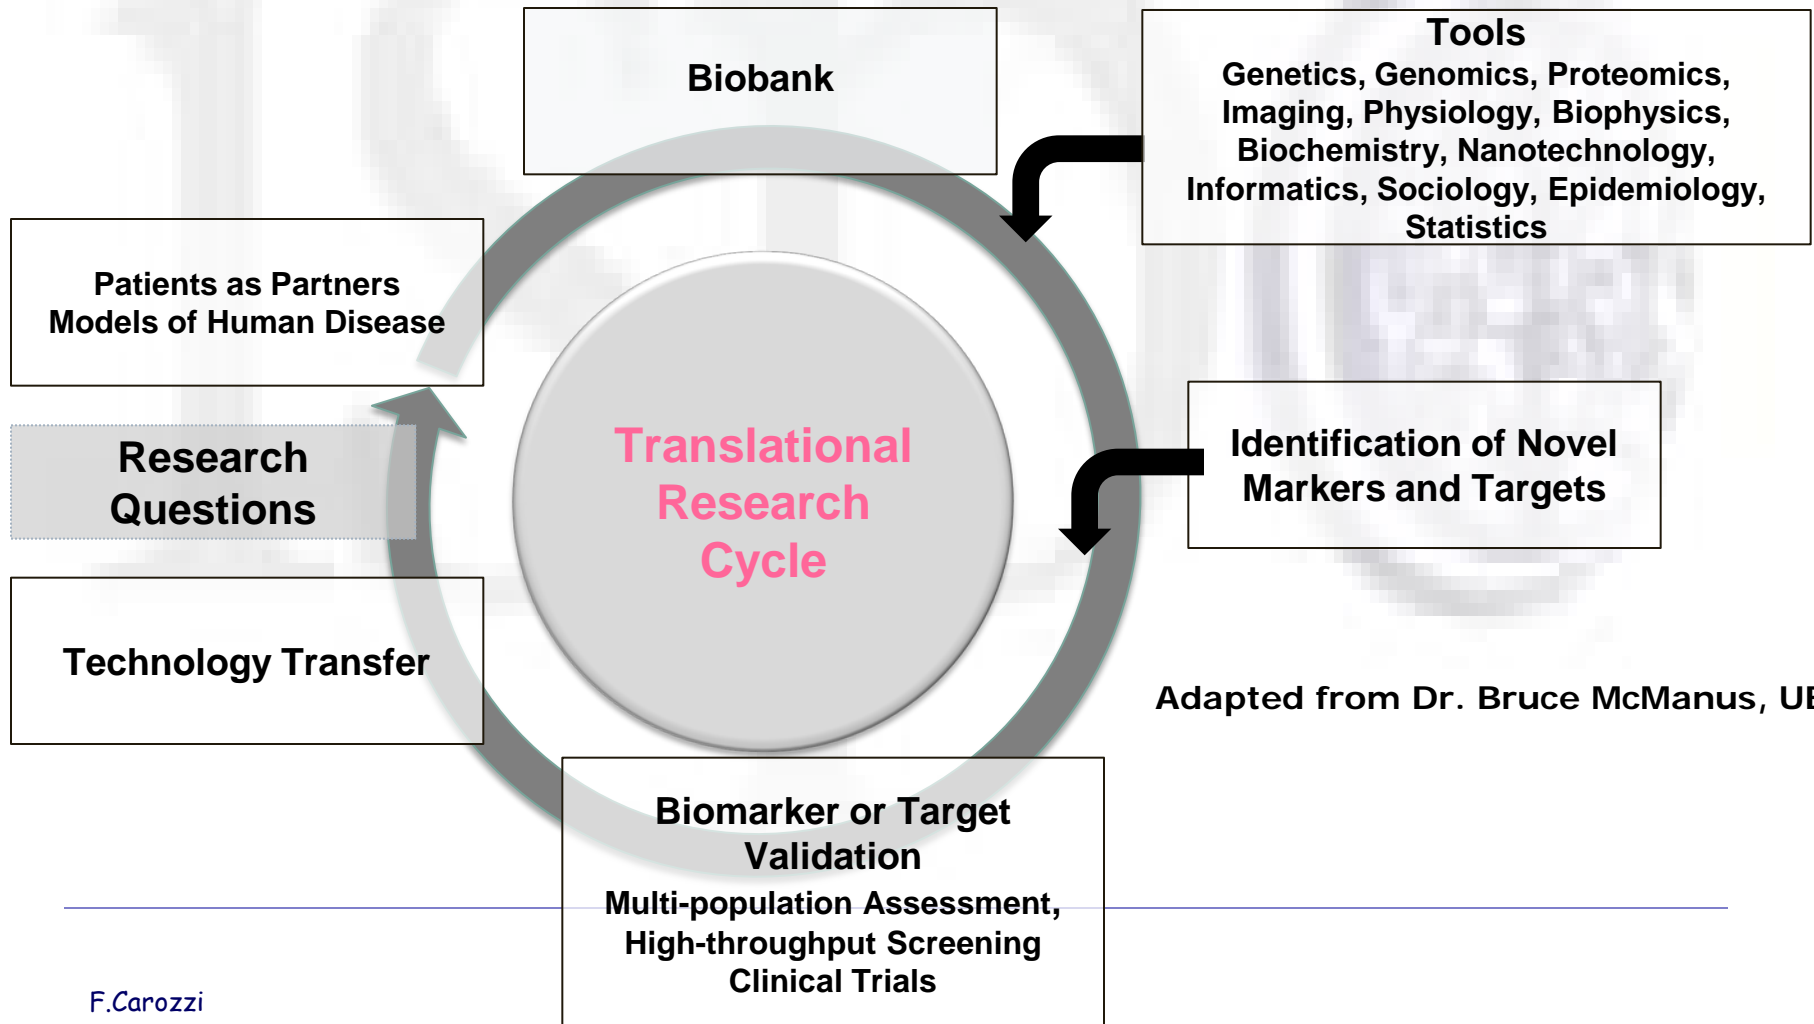 Biobank
Tools
Genetics, Genomics, Proteomics,
Imaging, Physiology, Biophysics,
Biochemistry, Nanotechnology,
Informatics, Sociology, Epidemiology,
Statistics
Patients as Partners
Models of Human Disease
Research
Questions
Translational
Research
Cycle
Identification of Novel
Markers and Targets
Technology Transfer
Adapted from Dr. Bruce McManus,
Biomarker or Target
Validation
Multi-population Assessment,
High-throughput Screening
Clinical Trials
F.Carozzi